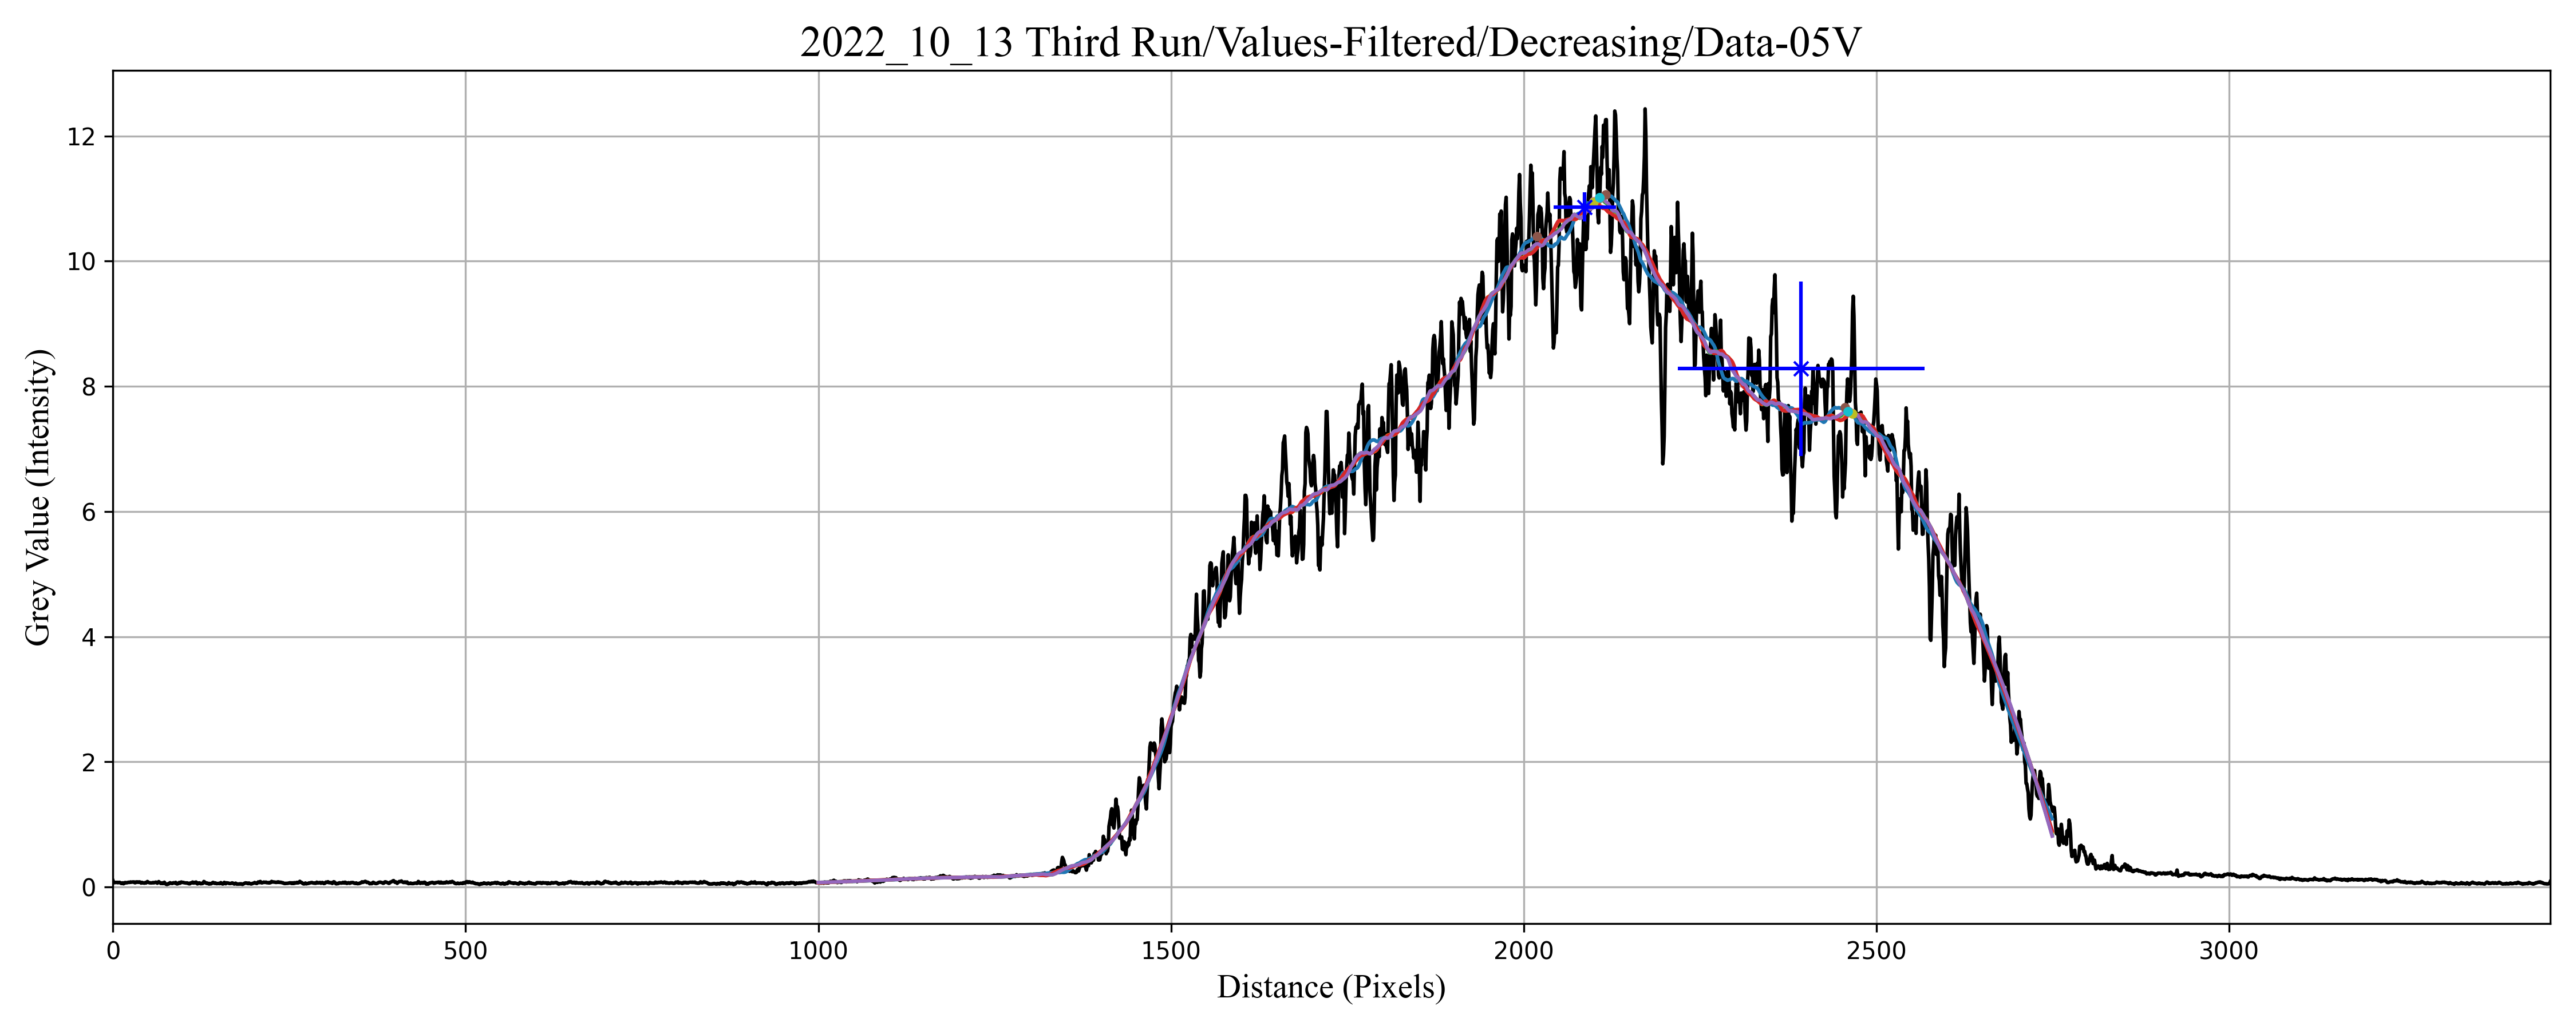 2022_10_13 Third Run/Values-Filtered/Decreasing/Data-05V
12
10
8
6
4
2
0
Grey Value (Intensity)
0 500 1000 1500 2000 2500 3000
Distance (Pixels)